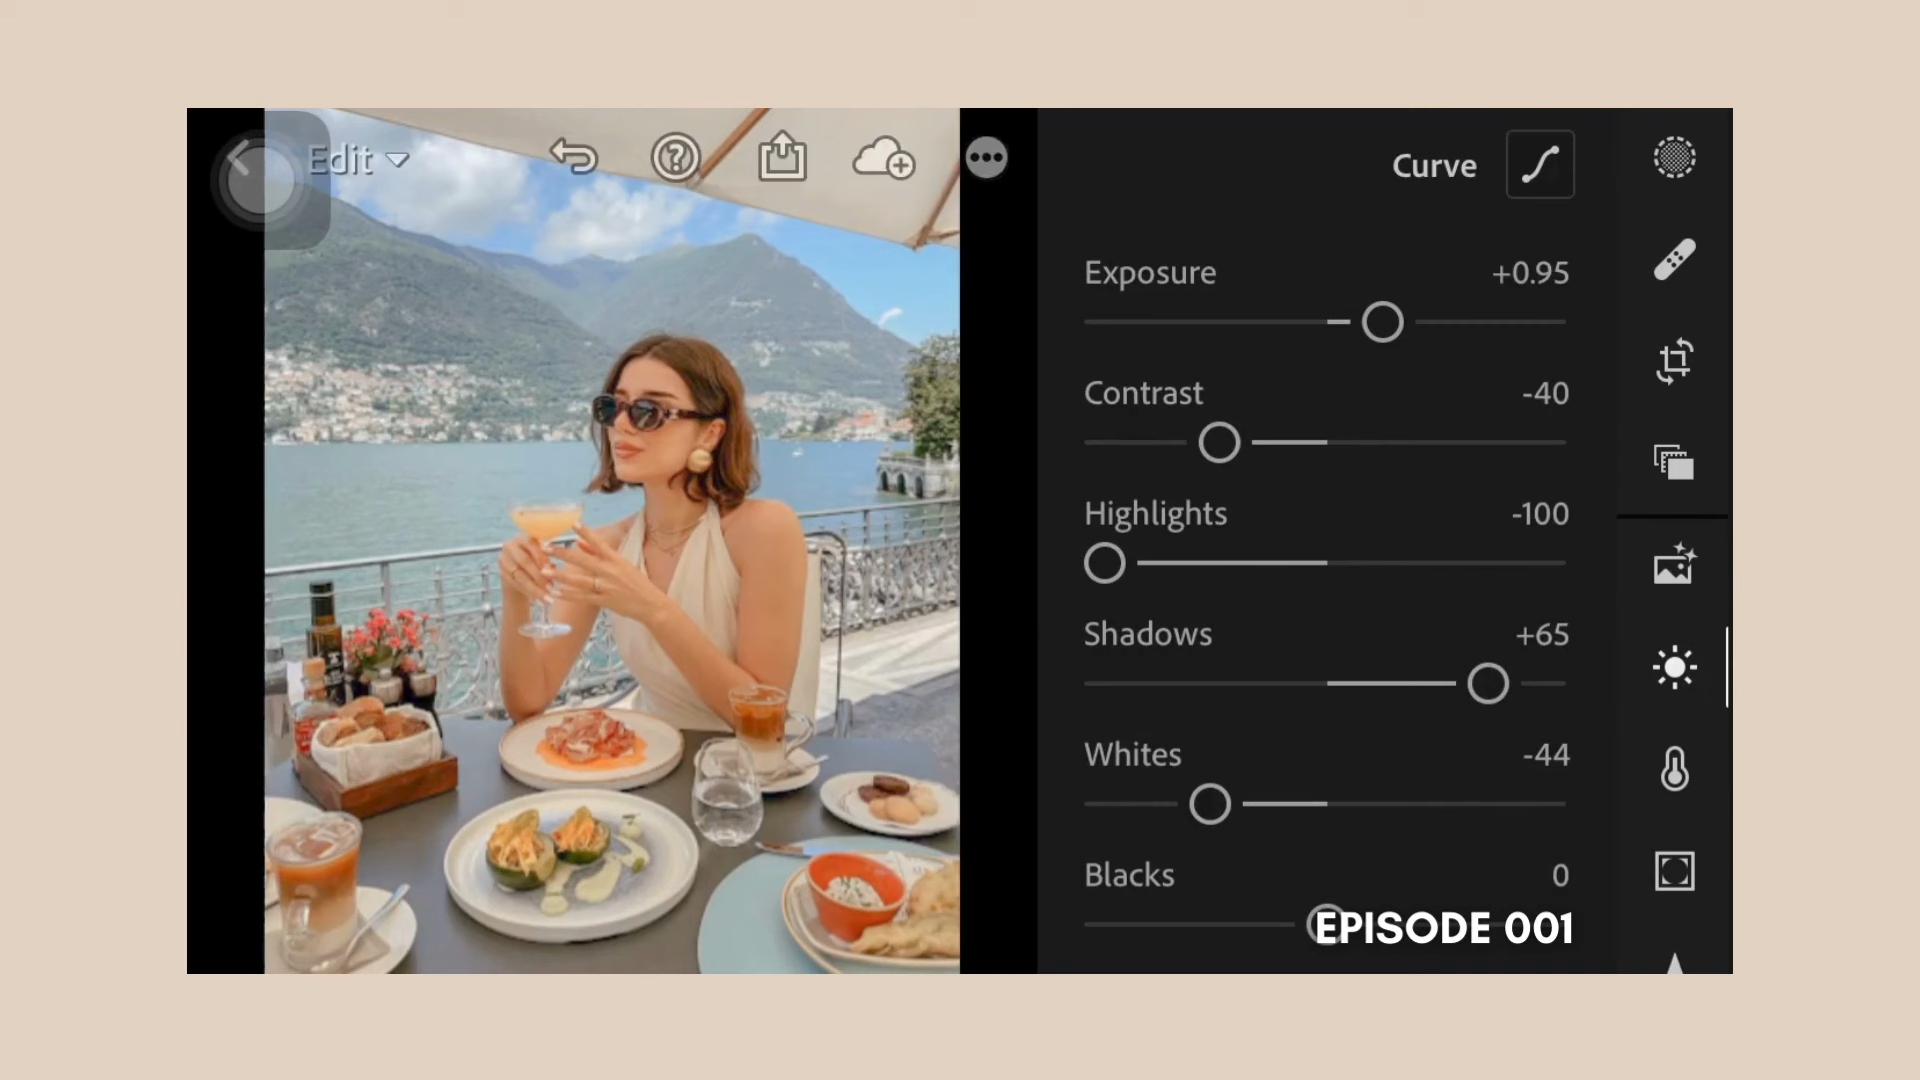 Edit
Curve
Exposure +0.95
Contrast -40
Highlights -100
Shadows +65
Whites -44
Blacks 0
EPISODE 001